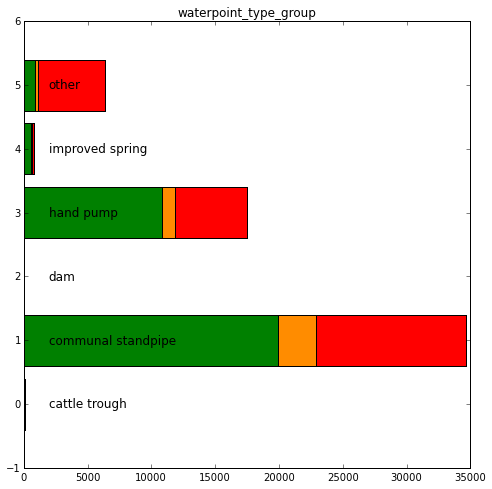 waterpoint_type_group
6
5
other
4
improved spring
3
hand pump
2
dam
1
communal standpipe
0
cattle trough
−1
0 5000 10000 15000 20000 25000 30000 35000